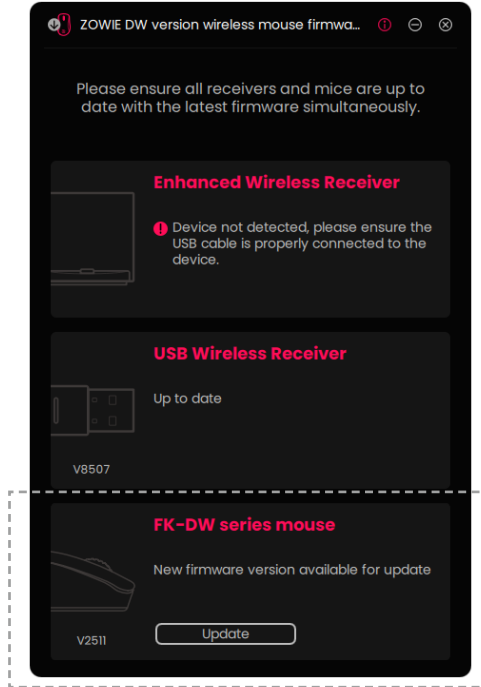 ZOWIE DW version wireless mouse firmwa...
Please ensure all receivers and mice are up to
date with the latest firmware simultaneously.
Enhanced Wireless Receiver
Device not detected, please ensure the
USB cable is properly connected to the
device.
USB Wireless Receiver
Up to date
V8507
FK-DW series mouse
New firmware version available for update
V2511
Update